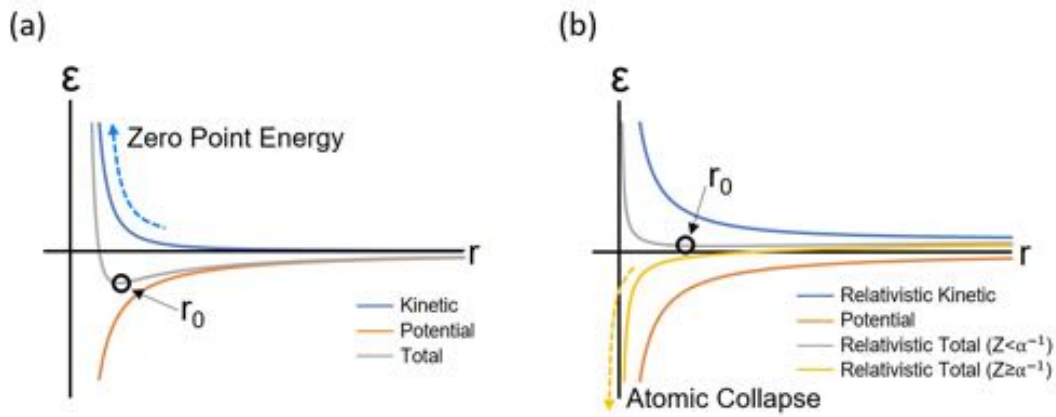 (a)
ε
Zero Point Energy
r
r₀
Kinetic
Potential
Total
(b)
ε
r₀
r
Relativistic Kinetic
Potential
Relativistic Total (Z<α⁻¹)
Relativistic Total (Z≥α⁻¹)
Atomic Collapse